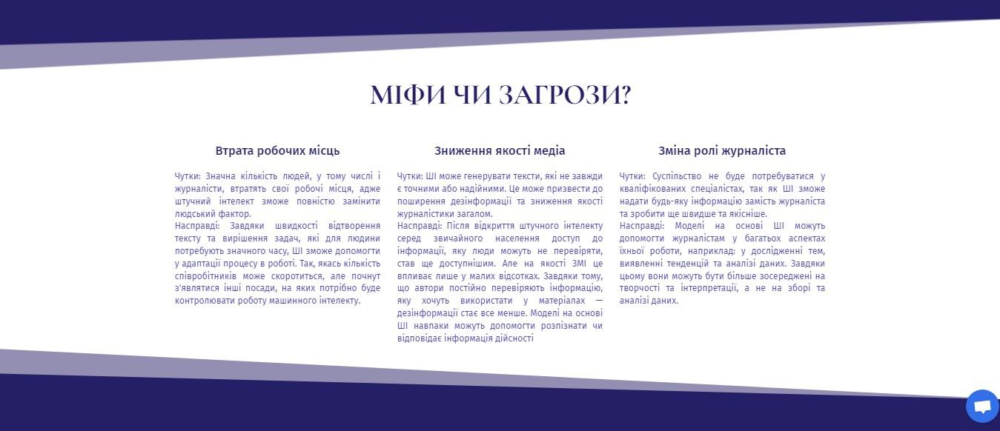 МІФИ ЧИ ЗАГРОЗИ?
Втрата робочих місць
Чутки: Значна кількість людей, у тому числі і
журналісти, втратять свої робочі місця, адже
штучний інтелект зможе повністю замінити
людський фактор.
Насправді: Завдяки швидкості відтворення
тексту та вирішення задач, які для людини
потребують значного часу, ШІ зможе допомогти
у адаптації процесу в роботі. Так, якась кількість
співробітників може скоротиться, але почнут
з'являтися інші посади, на яких потрібно буде
контролювати роботу машинного інтелекту.
Зниження якості медіа
Чутки: ШІ може генерувати тексти, які не завжди
є точними або надійними. Це може призвести до
поширення дезінформації та зниження якості
журналістики загалом.
Насправді: Після відкриття штучного інтелекту
серед звичайного населення доступ до
інформації, яку люди можуть не перевіряти,
став ще доступнішим. Але на якості ЗМІ це
впливає лише у малих відсотках. Завдяки тому,
що автори постійно перевіряють інформацію,
яку хочуть використати у матеріалах —
дезінформації стає все менше. Моделі на основі
ШІ навпаки можуть допомогти розпізнати чи
відповідає інформація дійсності
Зміна ролі журналіста
Чутки: Суспільство не буде потребуватися у
кваліфікованих спеціалістах, так як ШІ зможе
надати будь-яку інформацію замість журналіста
та зробити ще швидше та якісніше.
Насправді: Моделі на основі ШІ можуть
допомогти журналістам у багатьох аспектах
їхньої роботи, наприклад: у дослідженні тем,
виявленні тенденцій та аналізі даних. Завдяки
цьому вони можуть бути більше зосереджені на
творчості та інтерпретації, а не на зборі та
аналізі даних.